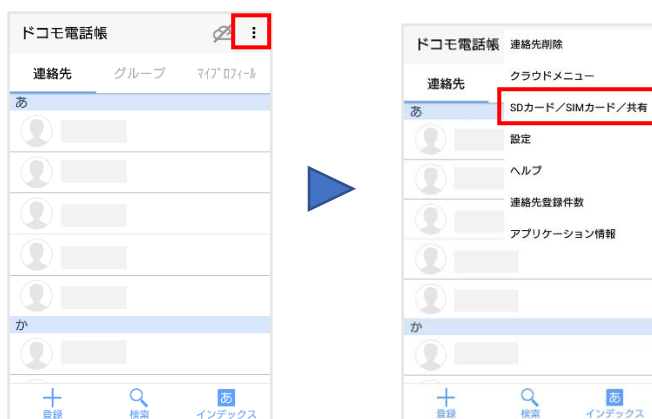 ドコモ電話帳
連絡先 グループ マイプロフィール
あ
か
登録 検索 あ インデックス
ドコモ電話帳
連絡先
あ
か
連絡先削除
クラウドメニュー
SDカード／SIMカード／共有
設定
ヘルプ
連絡先登録件数
アプリケーション情報
登録 検索 あ インデックス